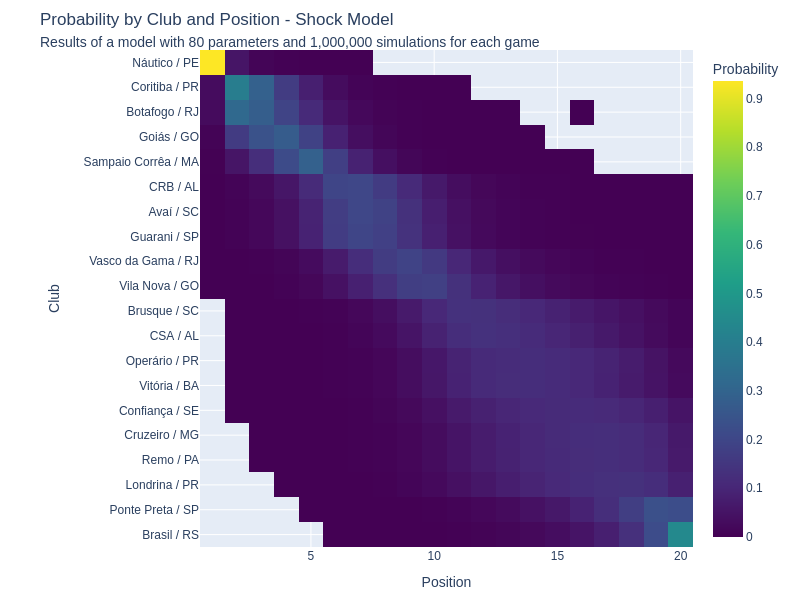 Probability by Club and Position - Shock Model
Results of a model with 80 parameters and 1,000,000 simulations for each game
Probability
Náutico / PE
Coritiba / PR
Botafogo / RJ
Goiás / GO
Sampaio Corrêa / MA
CRB / AL
Avaí / SC
Guarani / SP
Vasco da Gama / RJ
Vila Nova / GO
Brusque / SC
CSA / AL
Operário / PR
Vitória / BA
Confiança / SE
Cruzeiro / MG
Remo / PA
Londrina / PR
Ponte Preta / SP
Brasil / RS
Club
5 10 15 20
Position
0.9
0.8
0.7
0.6
0.5
0.4
0.3
0.2
0.1
0